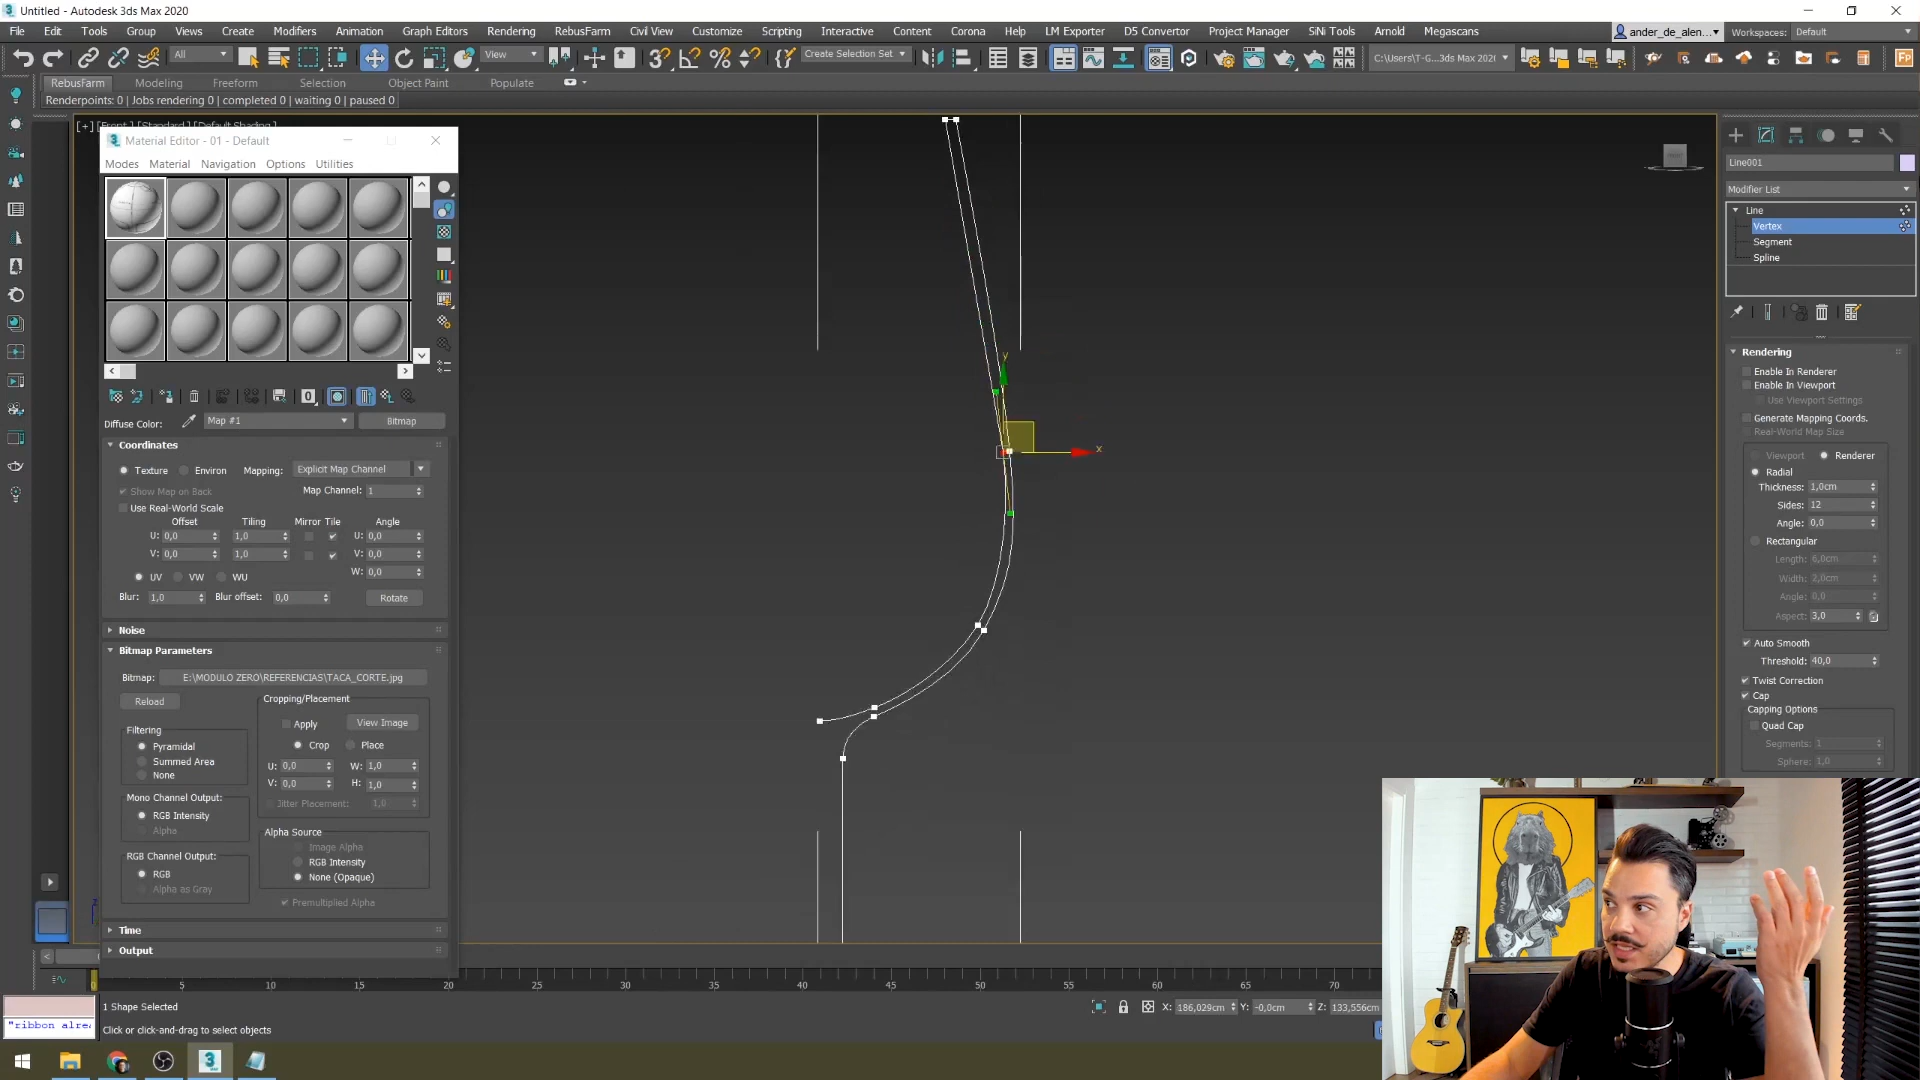 Untitled - Autodesk 3ds Max 2020
File Edit Tools Group Views Create Modifiers Animation Graph Editors Rendering RebusFarm Civil View Customize Scripting Interactive Content Corona Help LM Exporter D5 Convertor Project Manager SiNi Tools Arnold Megascans
ander_de_alen... Workspaces: Default
All View Create Selection Set C:\Users\T-G...3ds Max 202(
RebusFarm Modeling Freeform Selection Object Paint Populate
Renderpoints: 0 | Jobs rendering 0 | completed 0 | waiting 0 | paused 0
[+] [Front] [Standard] [Default Shading]
Material Editor - 01 - Default
Modes Material Navigation Options Utilities
Diffuse Color: Map #1 Bitmap
Coordinates
Texture Environ Mapping: Explicit Map Channel
Show Map on Back Map Channel: 1
Use Real-World Scale
Offset Tiling Mirror Tile Angle
U: 0,0 1,0 U: 0,0
V: 0,0 1,0 V: 0,0
W: 0,0
UV VW WU
Blur: 1,0 Blur offset: 0,0 Rotate
Noise
Bitmap Parameters
Bitmap: E:\MODULO ZERO\REFERENCIAS\TACA_CORTE.jpg
Reload
Cropping/Placement
Apply View Image
Crop Place
U: 0,0 W: 1,0
V: 0,0 H: 1,0
Jitter Placement: 1,0
Filtering
Pyramidal
Summed Area
None
Mono Channel Output:
RGB Intensity
Alpha
RGB Channel Output:
RGB
Alpha as Gray
Alpha Source
Image Alpha
RGB Intensity
None (Opaque)
Premultiplied Alpha
Time
Output
y
x
Line001
Modifier List
Line
Vertex
Segment
Spline
Rendering
Enable In Renderer
Enable In Viewport
Use Viewport Settings
Generate Mapping Coords.
Real-World Map Size
Viewport Renderer
Radial
Thickness: 1,0cm
Sides: 12
Angle: 0,0
Rectangular
Length: 6,0cm
Width: 2,0cm
Angle: 0,0
Aspect: 3,0
Auto Smooth
Threshold: 40,0
Twist Correction
Cap
Capping Options
Quad Cap
Segments: 1
Sphere: 1,0
0 5 10 15 20 25 30 35 40 45 50 55 60 65 70
1 Shape Selected
Click or click-and-drag to select objects
"ribbon alrea
X: 186,029cm Y: -0,0cm Z: 133,556cm